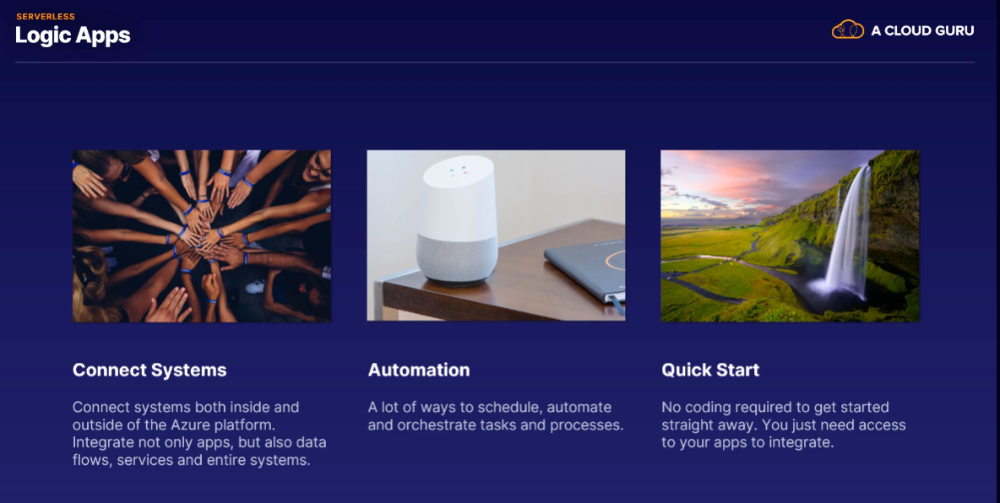 SERVERLESS
Logic Apps
A CLOUD GURU
Connect Systems
Connect systems both inside and
outside of the Azure platform.
Integrate not only apps, but also data
flows, services and entire systems.
Automation
A lot of ways to schedule, automate
and orchestrate tasks and processes.
Quick Start
No coding required to get started
straight away. You just need access
to your apps to integrate.